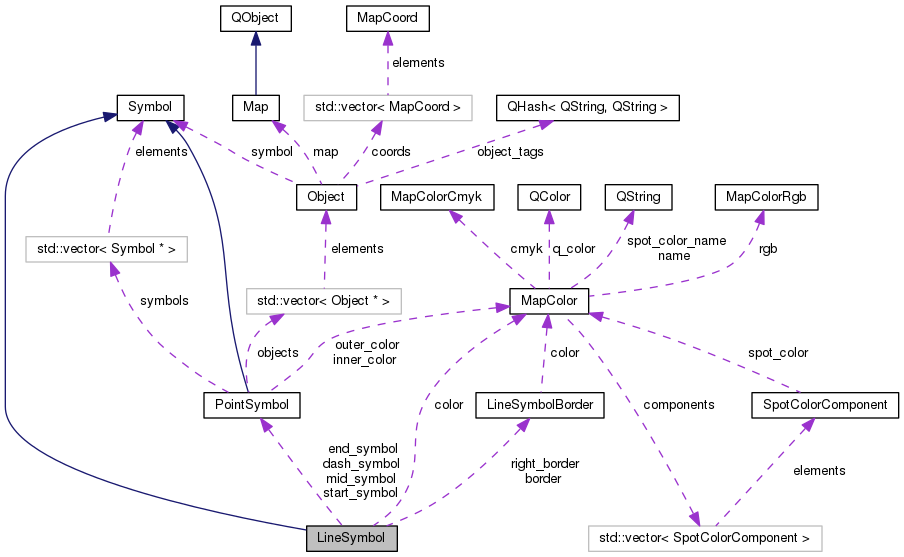 QObject
MapCoord
elements
Symbol
Map
std::vector< MapCoord >
QHash< QString, QString >
elements
symbol
map
coords
object_tags
Object
MapColorCmyk
QColor
QString
MapColorRgb
std::vector< Symbol * >
elements
cmyk
q_color
spot_color_name
name
rgb
symbols
std::vector< Object * >
MapColor
objects
outer_color
inner_color
color
spot_color
PointSymbol
color
LineSymbolBorder
components
SpotColorComponent
end_symbol
dash_symbol
mid_symbol
start_symbol
right_border
border
elements
LineSymbol
std::vector< SpotColorComponent >